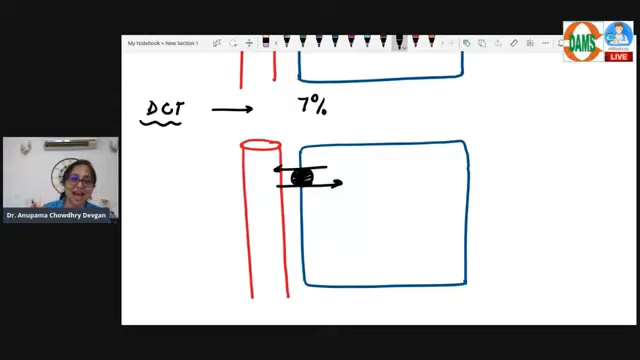 My Notebook » New Section 1
DAMS
LIVE
DCT → 7%
Dr. Anupama Chowdhry Devgan